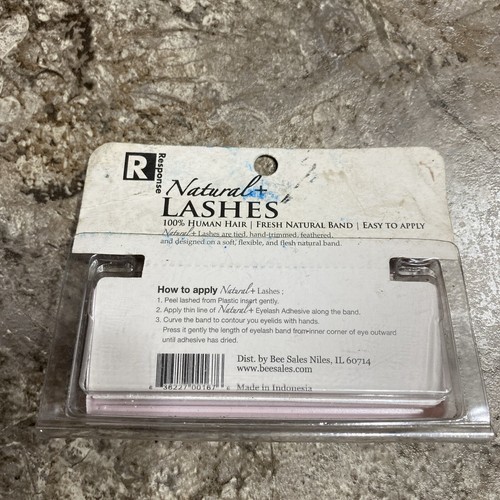 R
Response
Natural+
LASHES
100% HUMAN HAIR | FRESH NATURAL BAND | EASY TO APPLY
Natural+ Lashes are tied, hand-trimmed, feathered,
and designed on a soft, flexible, and flesh natural band.
How to apply Natural+ Lashes ;
1. Peel lashed from Plastic insert gently.
2. Apply thin line of Natural+ Eyelash Adhesive along the band.
3. Curve the band to contour you eyelids with hands.
Press it gently the length of eyelash band from inner corner of eye outward
until adhesive has dried.
Dist. by Bee Sales Niles, IL 60714
www.beesales.com
Made in Indonesia